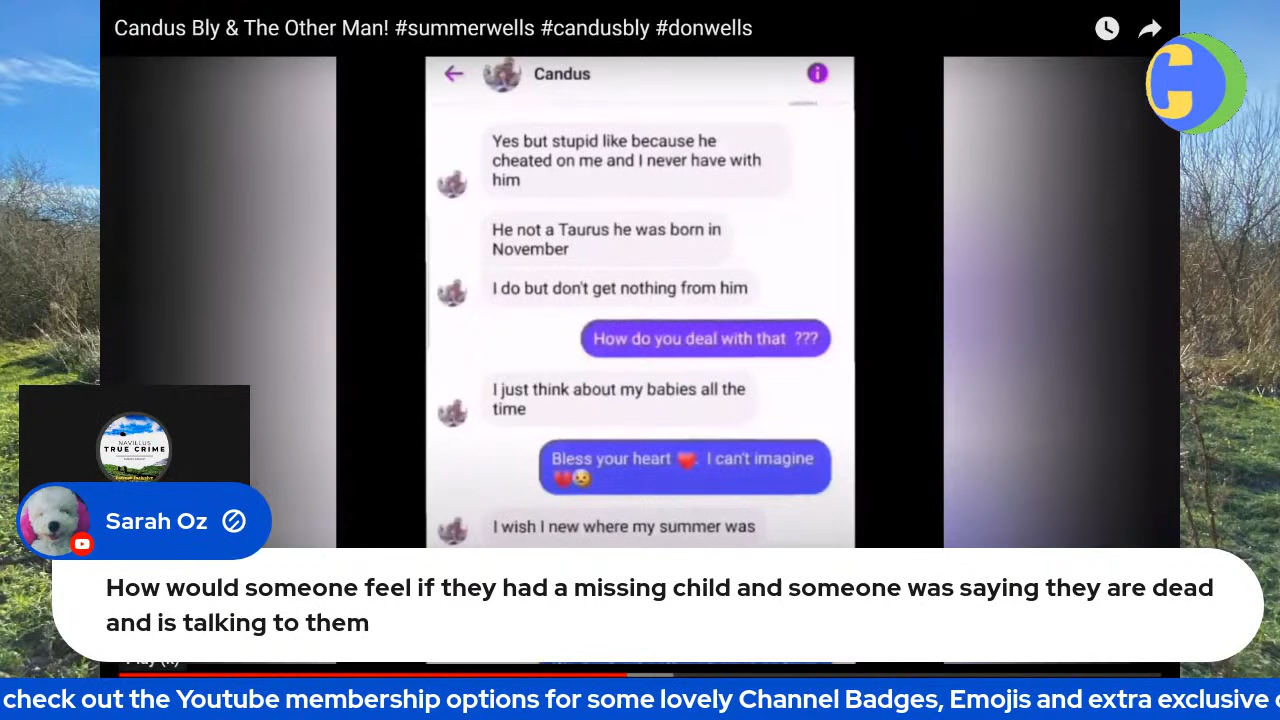 Candus Bly & The Other Man! #summerwells #candusbly #donwells
Candus
Yes but stupid like because he
cheated on me and I never have with
him
He not a Taurus he was born in
November
I do but don't get nothing from him
How do you deal with that ???
I just think about my babies all the
time
Bless your heart ❤️ I can't imagine
💔😢
I wish I new where my summer was
NAVILLUS
TRUE CRIME
Sarah Oz
How would someone feel if they had a missing child and someone was saying they are dead
and is talking to them
check out the Youtube membership options for some lovely Channel Badges, Emojis and extra exclusive